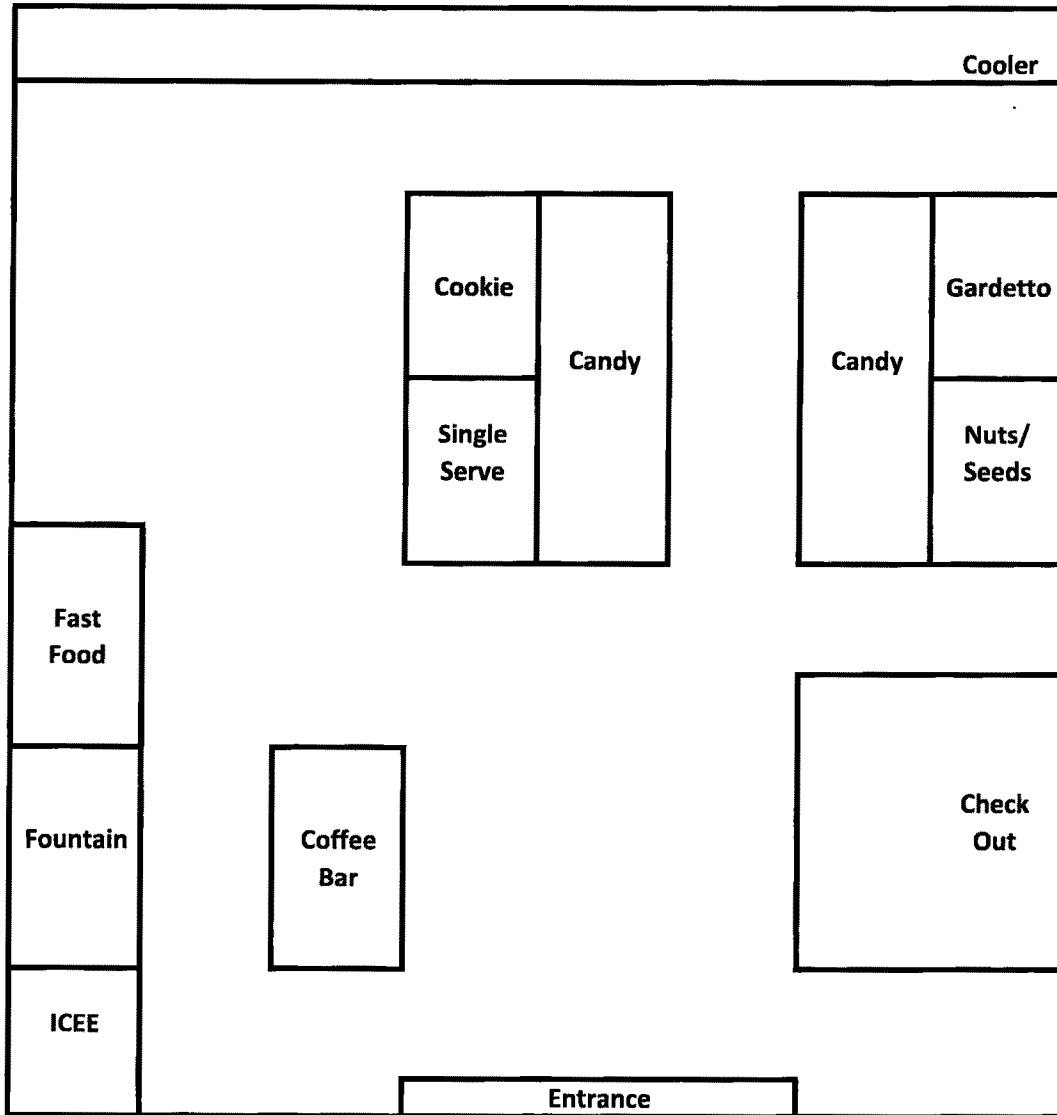 Cooler
Cookie
Gardetto
Candy
Candy
Single
Serve
Nuts/
Seeds
Fast
Food
Fountain
Coffee
Bar
Check
Out
ICEE
Entrance